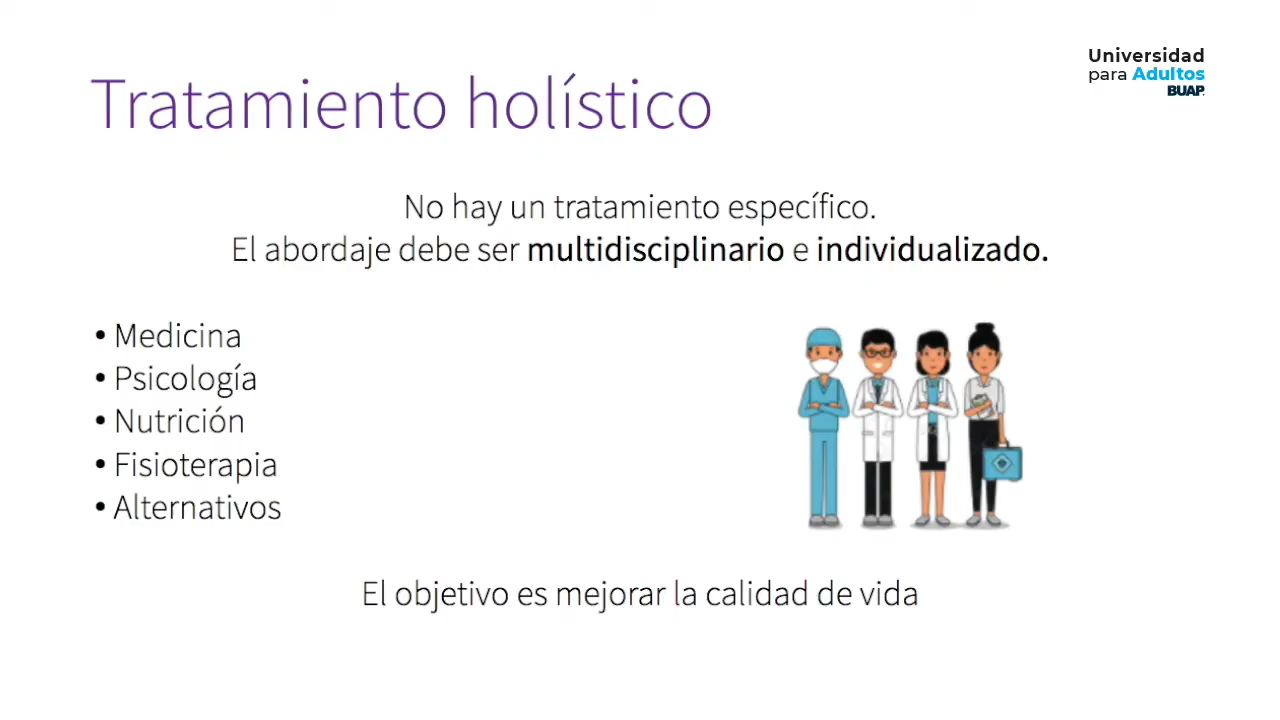 Universidad
para Adultos
BUAP
Tratamiento holístico
No hay un tratamiento específico.
El abordaje debe ser multidisciplinario e individualizado.
• Medicina
• Psicología
• Nutrición
• Fisioterapia
• Alternativos
El objetivo es mejorar la calidad de vida